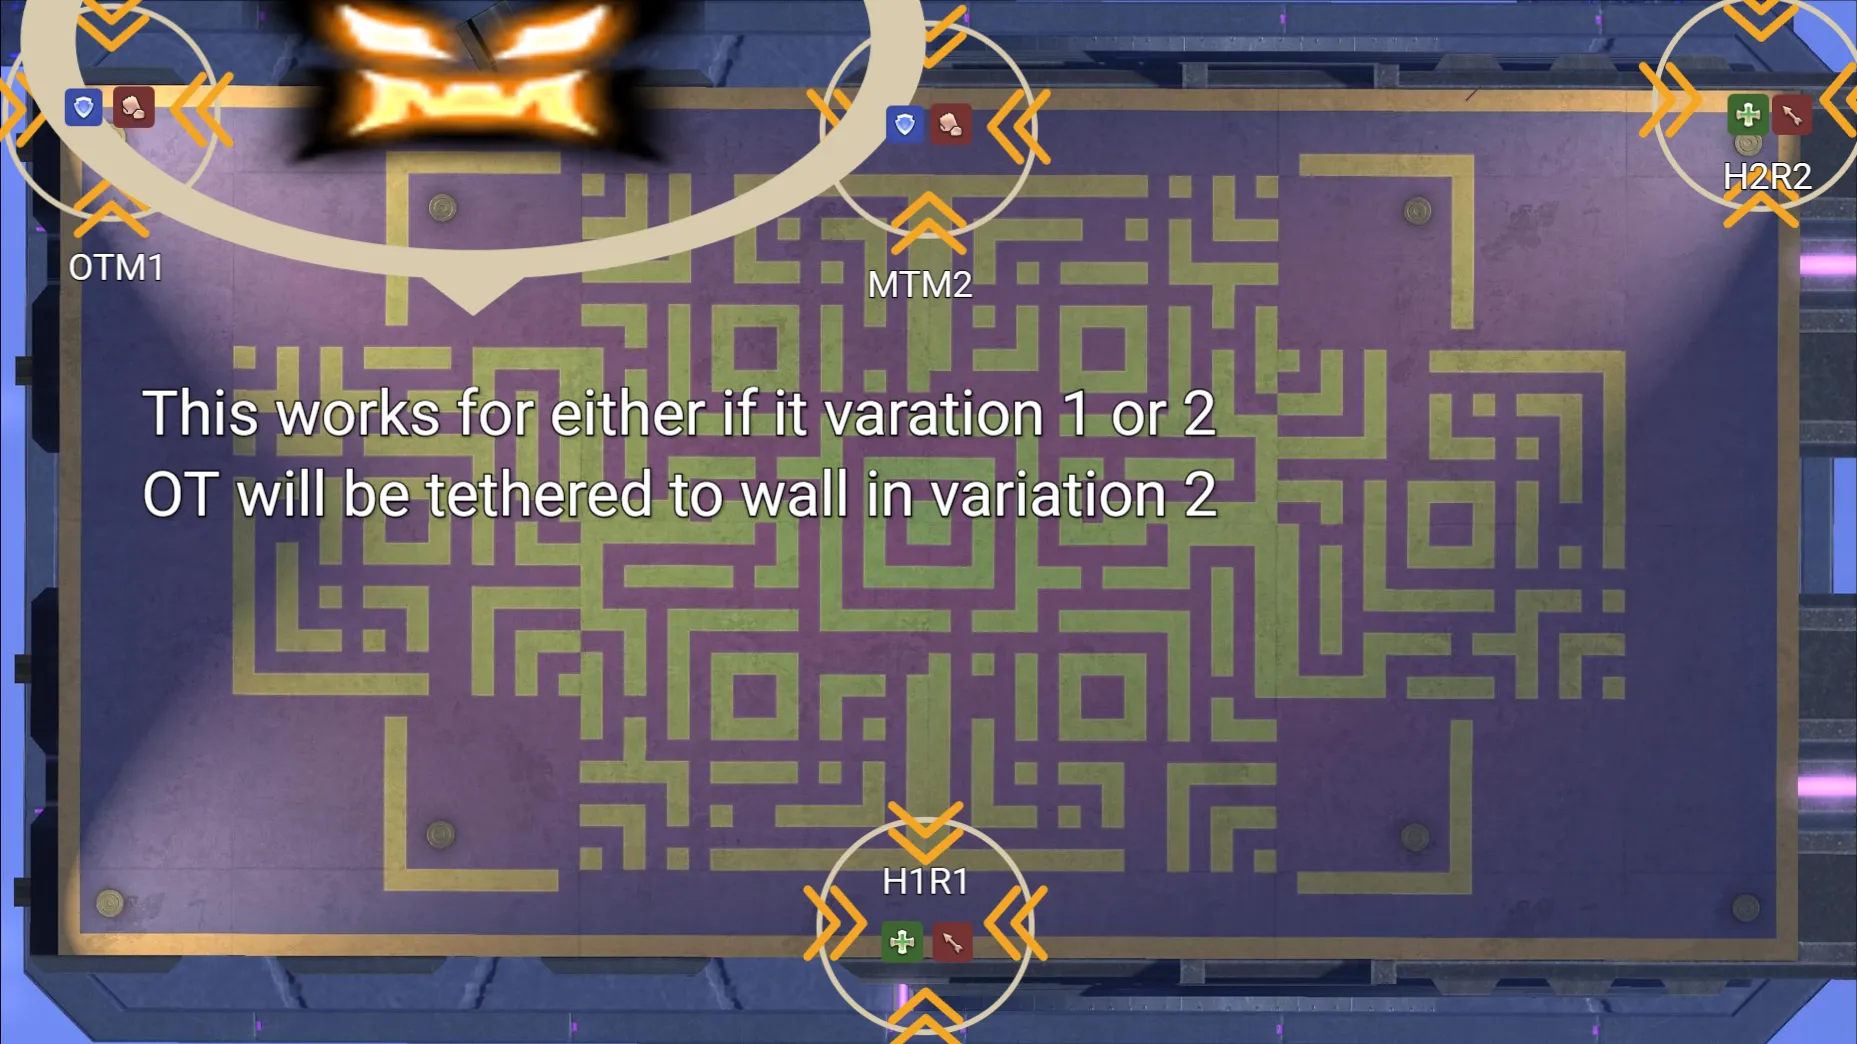 H2R2
OTM1
MTM2
This works for either if it varation 1 or 2
OT will be tethered to wall in variation 2
H1R1